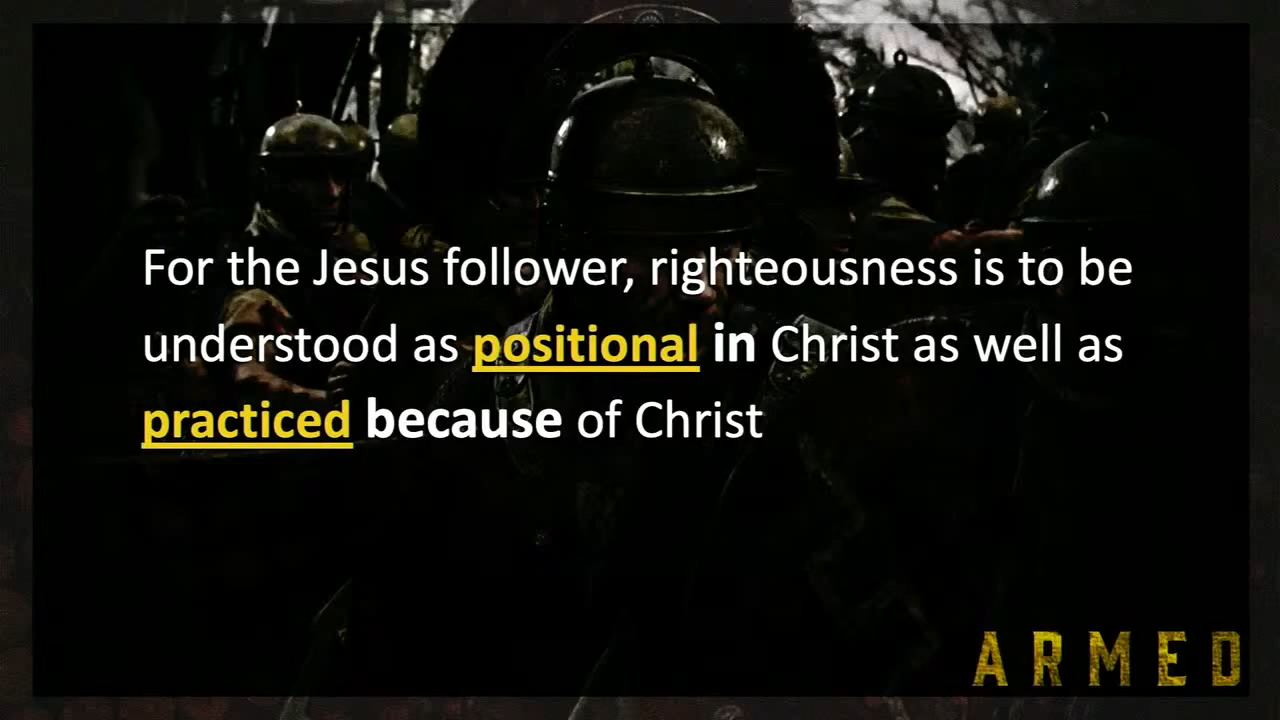 For the Jesus follower, righteousness is to be
understood as positional in Christ as well as
practiced because of Christ
ARMED